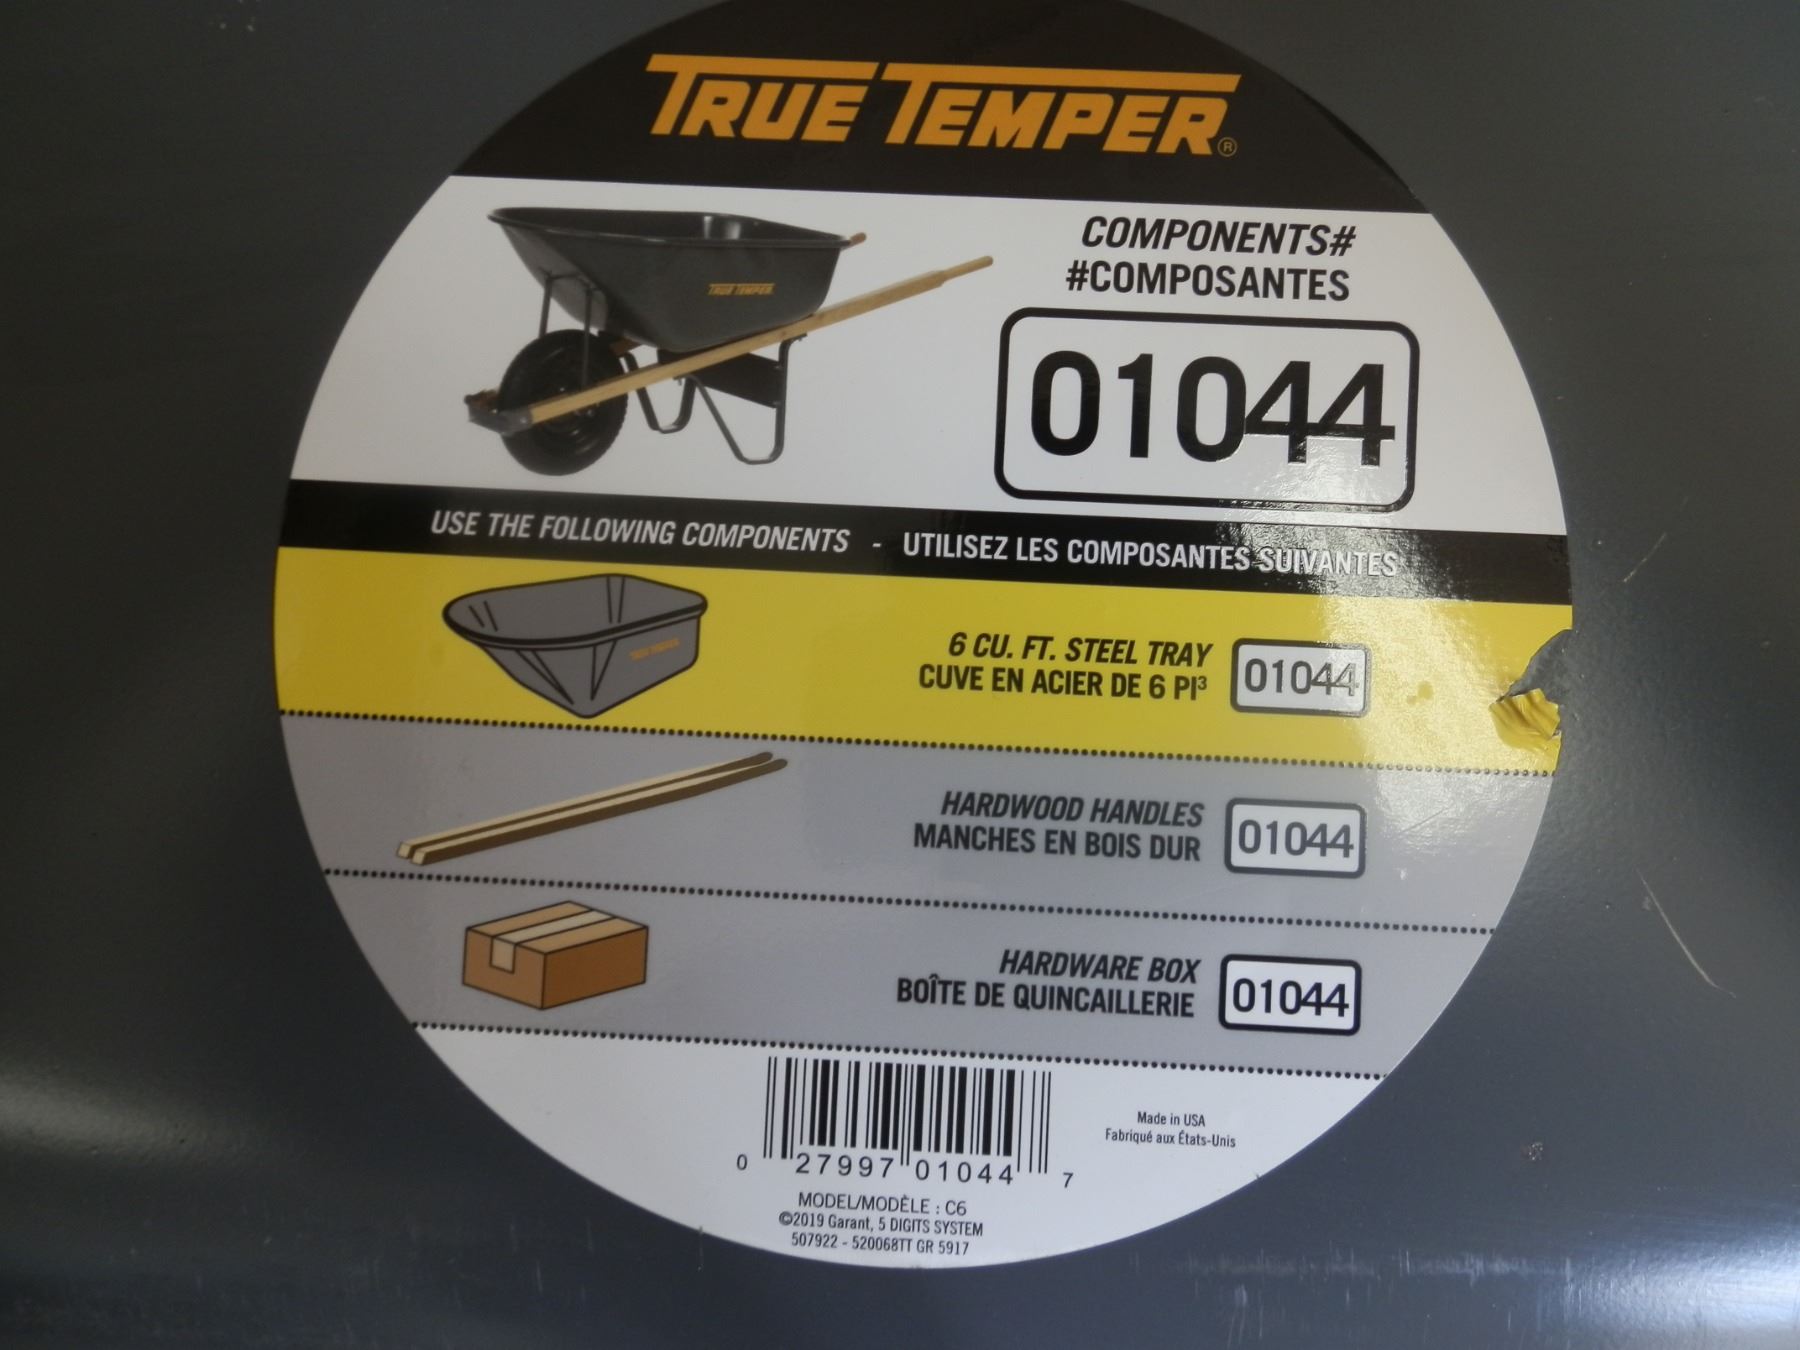 TRUE TEMPER®
TRUE TEMPER
COMPONENTS#
#COMPOSANTES
01044
USE THE FOLLOWING COMPONENTS - UTILISEZ LES COMPOSANTES SUIVANTES
TRUE TEMPER
6 CU. FT. STEEL TRAY
CUVE EN ACIER DE 6 PI³
01044
HARDWOOD HANDLES
MANCHES EN BOIS DUR
01044
HARDWARE BOX
BOÎTE DE QUINCAILLERIE
01044
0 27997 01044 7
Made in USA
Fabriqué aux États-Unis
MODEL/MODÈLE : C6
©2019 Garant, 5 DIGITS SYSTEM
507922 - 520068TT GR 5917